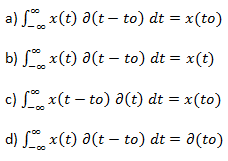 a) ∫_{-∞}^{∞} x(t) ∂(t − to) dt = x(to)
b) ∫_{-∞}^{∞} x(t) ∂(t − to) dt = x(t)
c) ∫_{-∞}^{∞} x(t − to) ∂(t) dt = x(to)
d) ∫_{-∞}^{∞} x(t) ∂(t − to) dt = ∂(to)